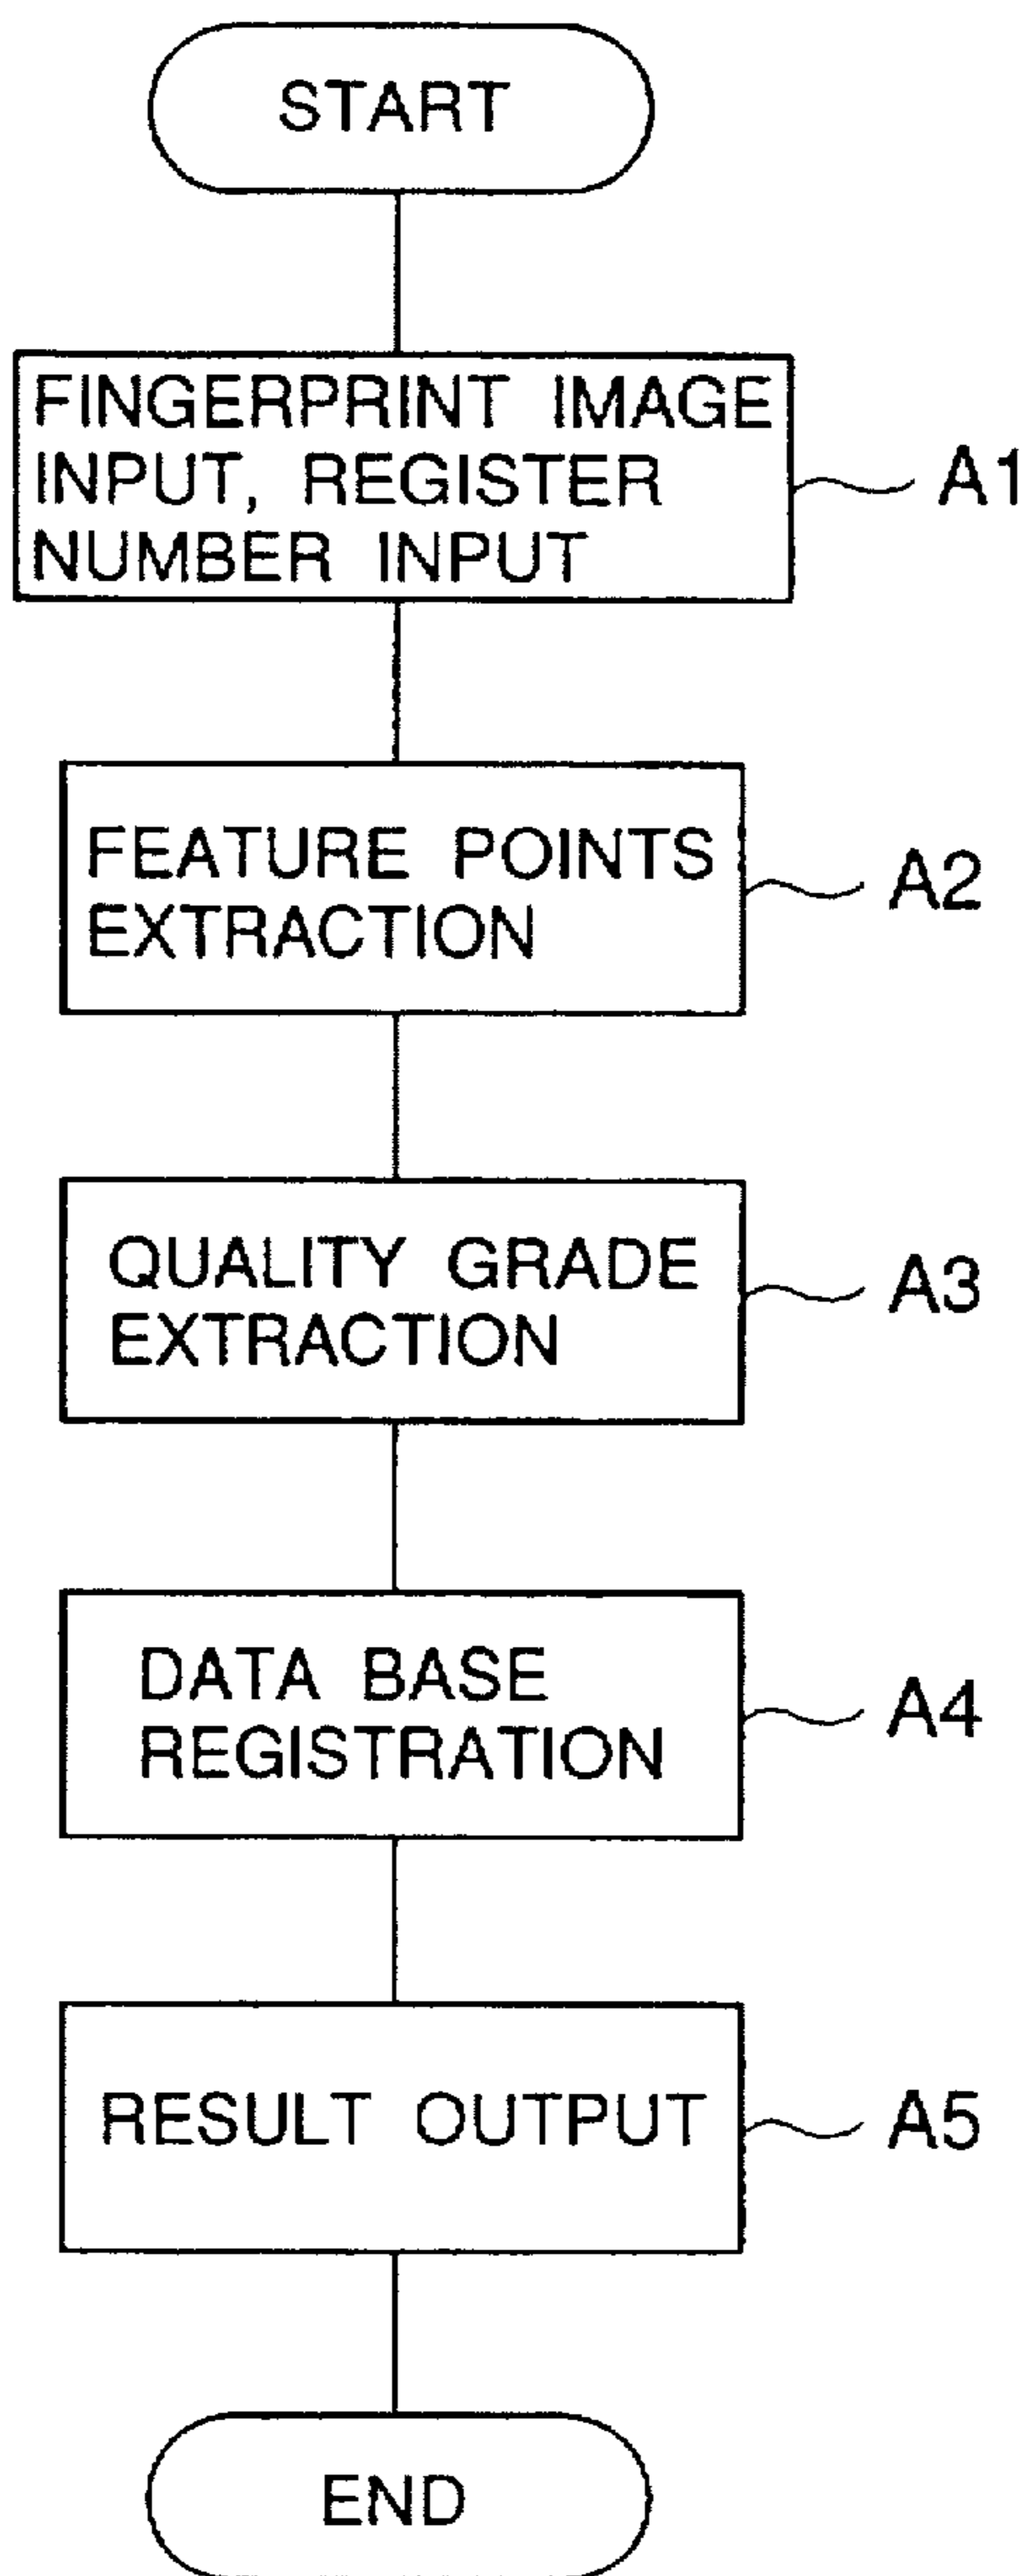 START
FINGERPRINT IMAGE
INPUT, REGISTER
NUMBER INPUT
A1
FEATURE POINTS
EXTRACTION
A2
QUALITY GRADE
EXTRACTION
A3
DATA BASE
REGISTRATION
A4
RESULT OUTPUT
A5
END